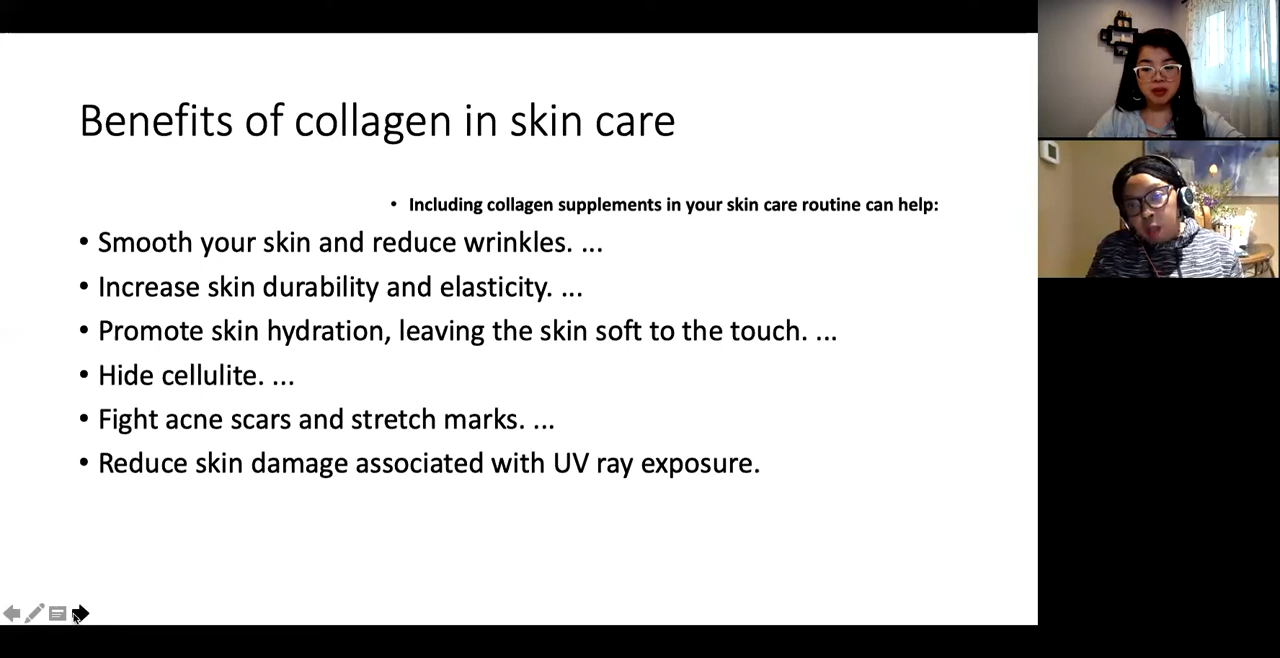 Benefits of collagen in skin care
• Including collagen supplements in your skin care routine can help:
• Smooth your skin and reduce wrinkles. ...
• Increase skin durability and elasticity. ...
• Promote skin hydration, leaving the skin soft to the touch. ...
• Hide cellulite. ...
• Fight acne scars and stretch marks. ...
• Reduce skin damage associated with UV ray exposure.